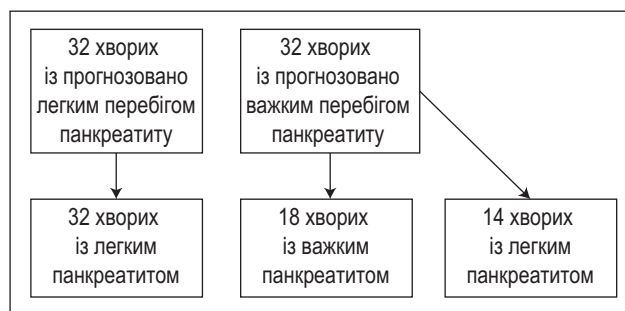 32 хворих
із прогнозовано
легким перебігом
панкреатиту
32 хворих
із прогнозовано
важким перебігом
панкреатиту
32 хворих
із легким
панкреатитом
18 хворих
із важким
панкреатитом
14 хворих
із легким
панкреатитом